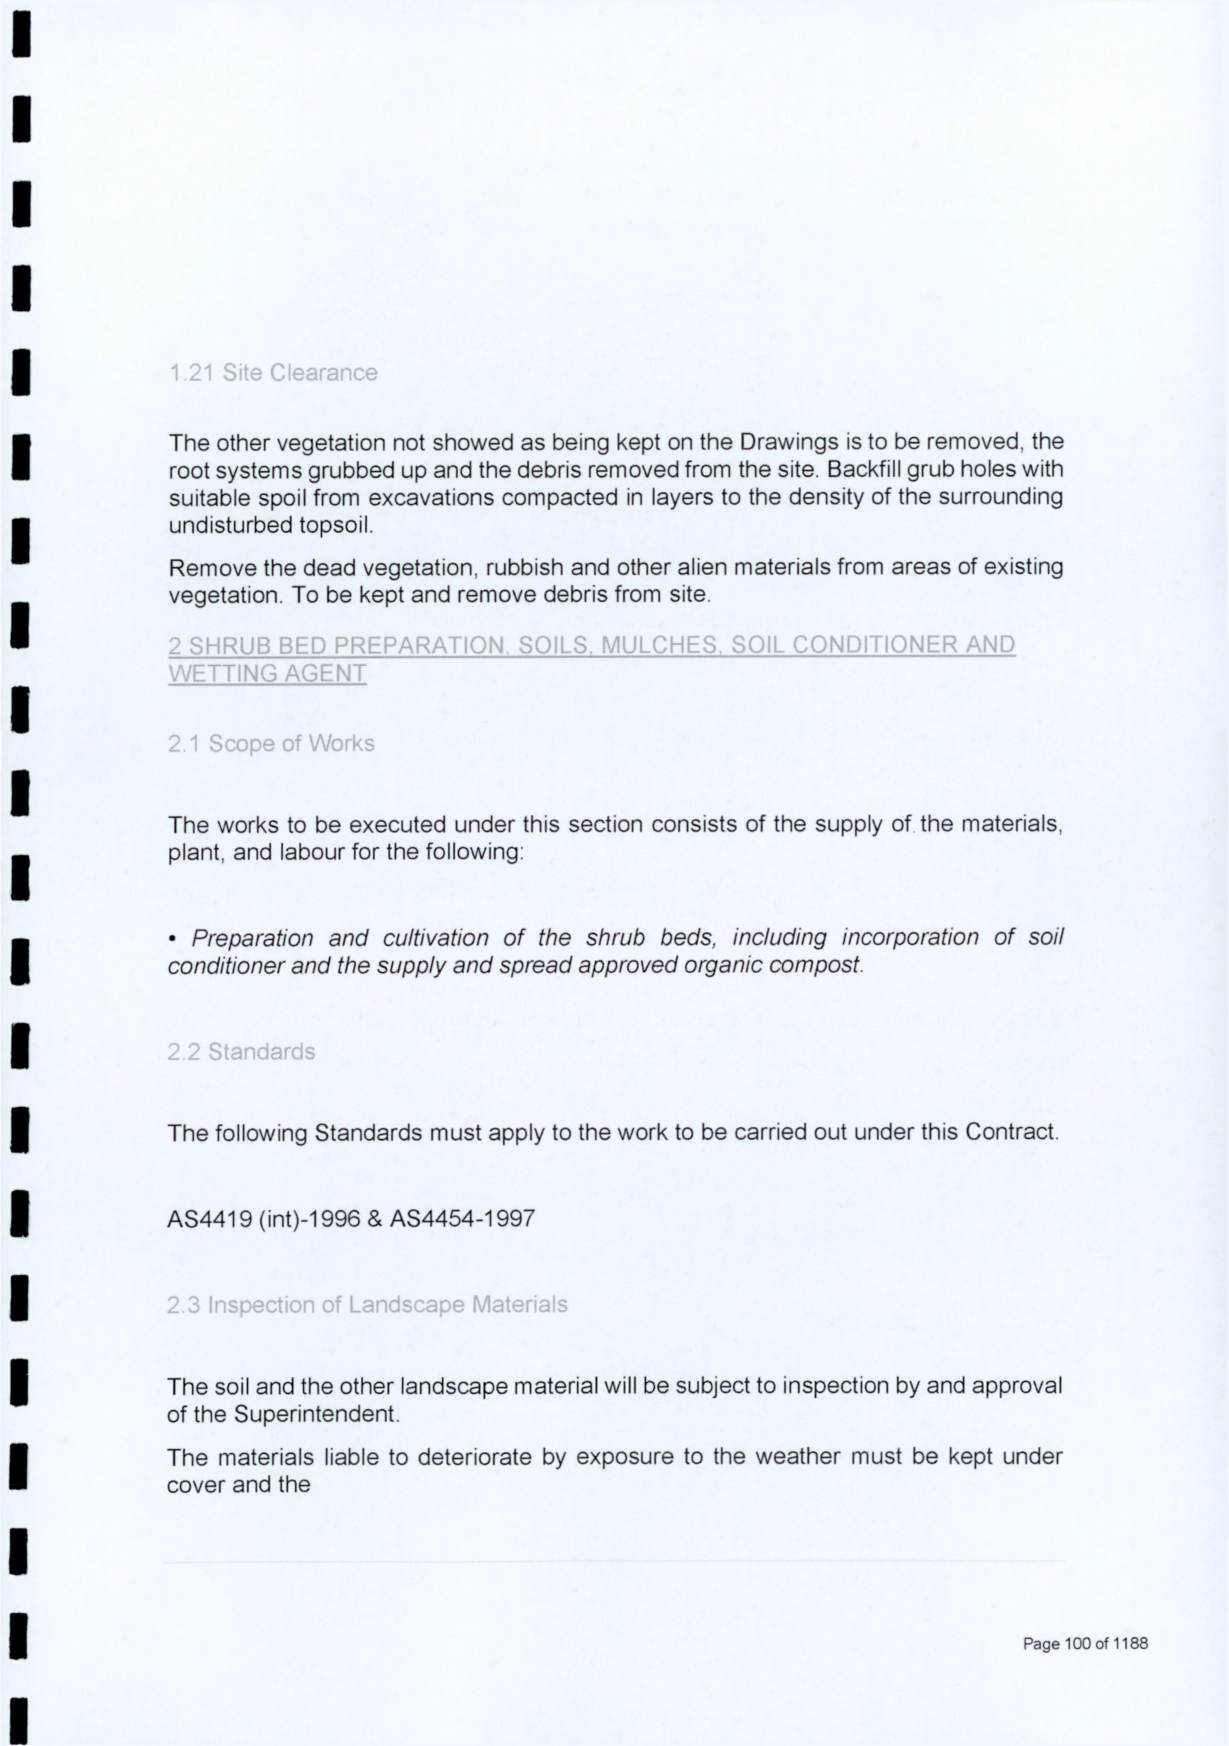 1.21 Site Clearance
The other vegetation not showed as being kept on the Drawings is to be removed, the
root systems grubbed up and the debris removed from the site. Backfill grub holes with
suitable spoil from excavations compacted in layers to the density of the surrounding
undisturbed topsoil.
Remove the dead vegetation, rubbish and other alien materials from areas of existing
vegetation. To be kept and remove debris from site.
2 SHRUB BED PREPARATION, SOILS, MULCHES, SOIL CONDITIONER AND
WETTING AGENT
2.1 Scope of Works
The works to be executed under this section consists of the supply of the materials,
plant, and labour for the following:
• Preparation and cultivation of the shrub beds, including incorporation of soil
conditioner and the supply and spread approved organic compost.
2.2 Standards
The following Standards must apply to the work to be carried out under this Contract.
AS4419 (int)-1996 & AS4454-1997
2.3 Inspection of Landscape Materials
The soil and the other landscape material will be subject to inspection by and approval
of the Superintendent.
The materials liable to deteriorate by exposure to the weather must be kept under
cover and the
Page 100 of 1188